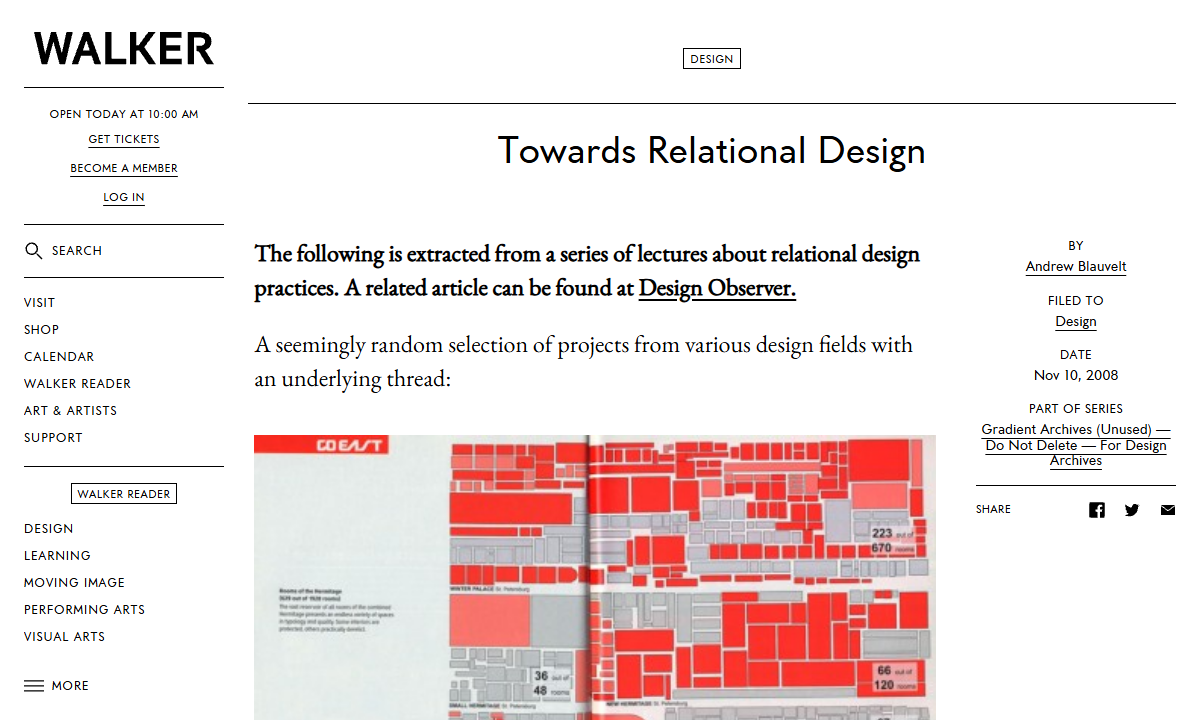 WALKER
OPEN TODAY AT 10:00 AM
GET TICKETS
BECOME A MEMBER
LOG IN
SEARCH
VISIT
SHOP
CALENDAR
WALKER READER
ART & ARTISTS
SUPPORT
WALKER READER
DESIGN
LEARNING
MOVING IMAGE
PERFORMING ARTS
VISUAL ARTS
MORE
DESIGN
Towards Relational Design
The following is extracted from a series of lectures about relational design
practices. A related article can be found at Design Observer.
A seemingly random selection of projects from various design fields with
an underlying thread:
GO EAST
Rooms of the Hermitage
WINTER PALACE St. Petersburg
223 out of
670 rooms
36 out of
48 rooms
66 out of
120 rooms
SMALL HERMITAGE St. Petersburg
NEW HERMITAGE St. Petersburg
BY
Andrew Blauvelt
FILED TO
Design
DATE
Nov 10, 2008
PART OF SERIES
Gradient Archives (Unused) —
Do Not Delete — For Design
Archives
SHARE